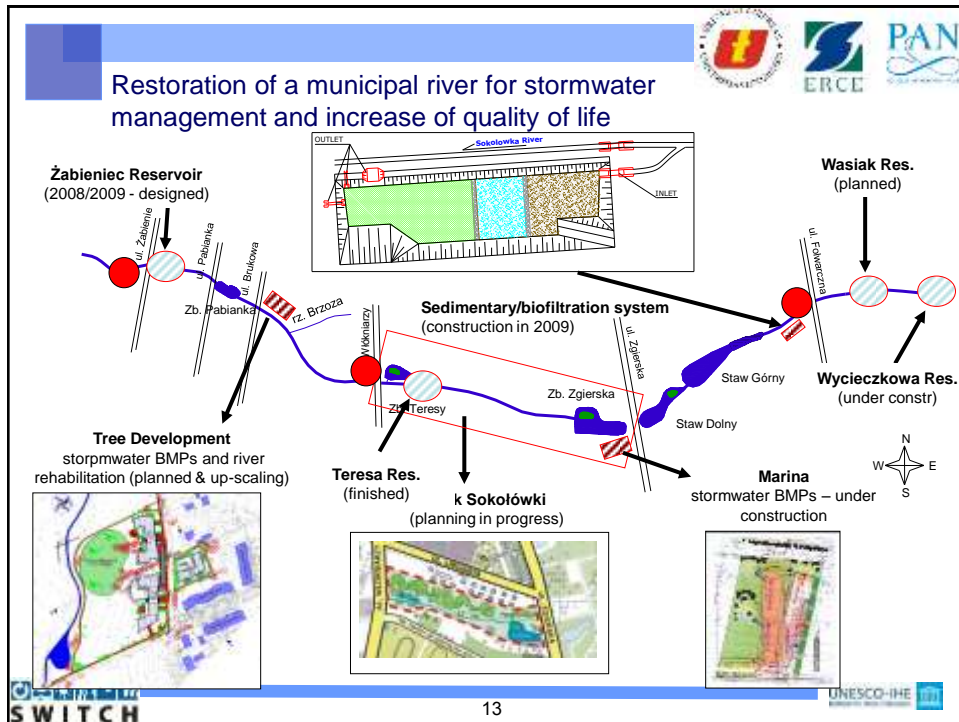 Restoration of a municipal river for stormwater
management and increase of quality of life
ERCE
PAN
OUTLET
Sokolowka River
INLET
Żabieniec Reservoir
(2008/2009 - designed)
Wasiak Res.
(planned)
ul. Żabienie
ul. Pabianka
ul. Brukowa
ul. Folwarczna
Zb. Pabianka
rz. Brzoza
Sedimentary/biofiltration system
(construction in 2009)
Włókniarzy
ul. Zgierska
Staw Górny
Wycieczkowa Res.
(under constr)
Zb. Teresy
Zb. Zgierska
Staw Dolny
Tree Development
storpmwater BMPs and river
rehabilitation (planned & up-scaling)
Teresa Res.
(finished)
k Sokołówki
(planning in progress)
Marina
stormwater BMPs – under
construction
N
W
E
S
SWITCH
13
UNESCO-IHE